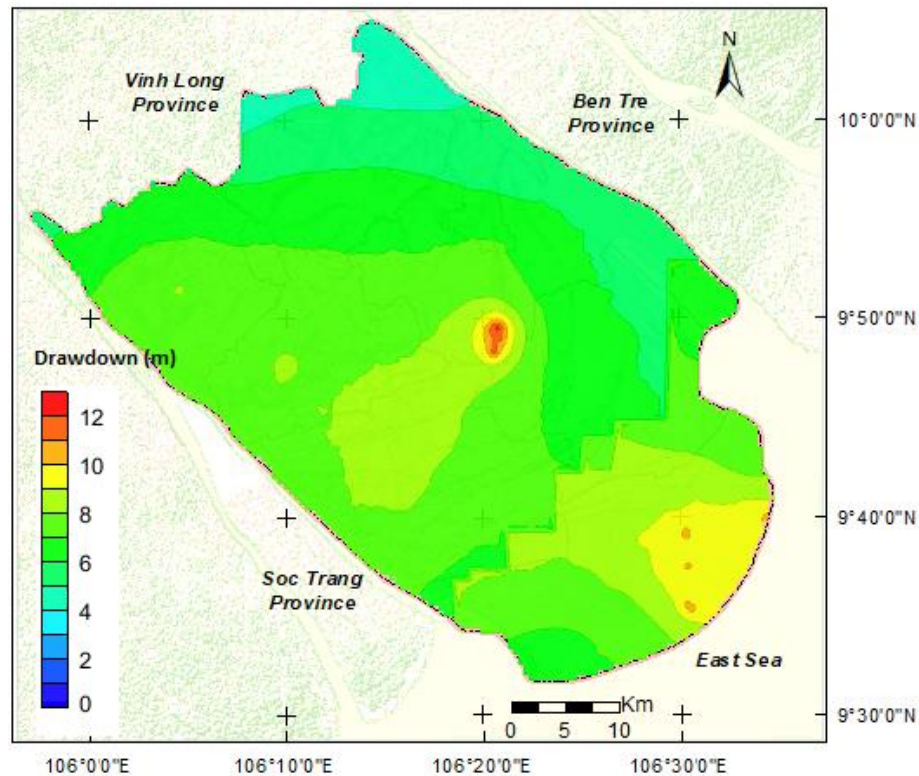 N
Vinh Long
Province
Ben Tre
Province
10°0'0"N
9°50'0"N
Drawdown (m)
12
10
8
6
4
2
0
9°40'0"N
Soc Trang
Province
East Sea
Km
0 5 10
9°30'0"N
106°0'0"E 106°10'0"E 106°20'0"E 106°30'0"E